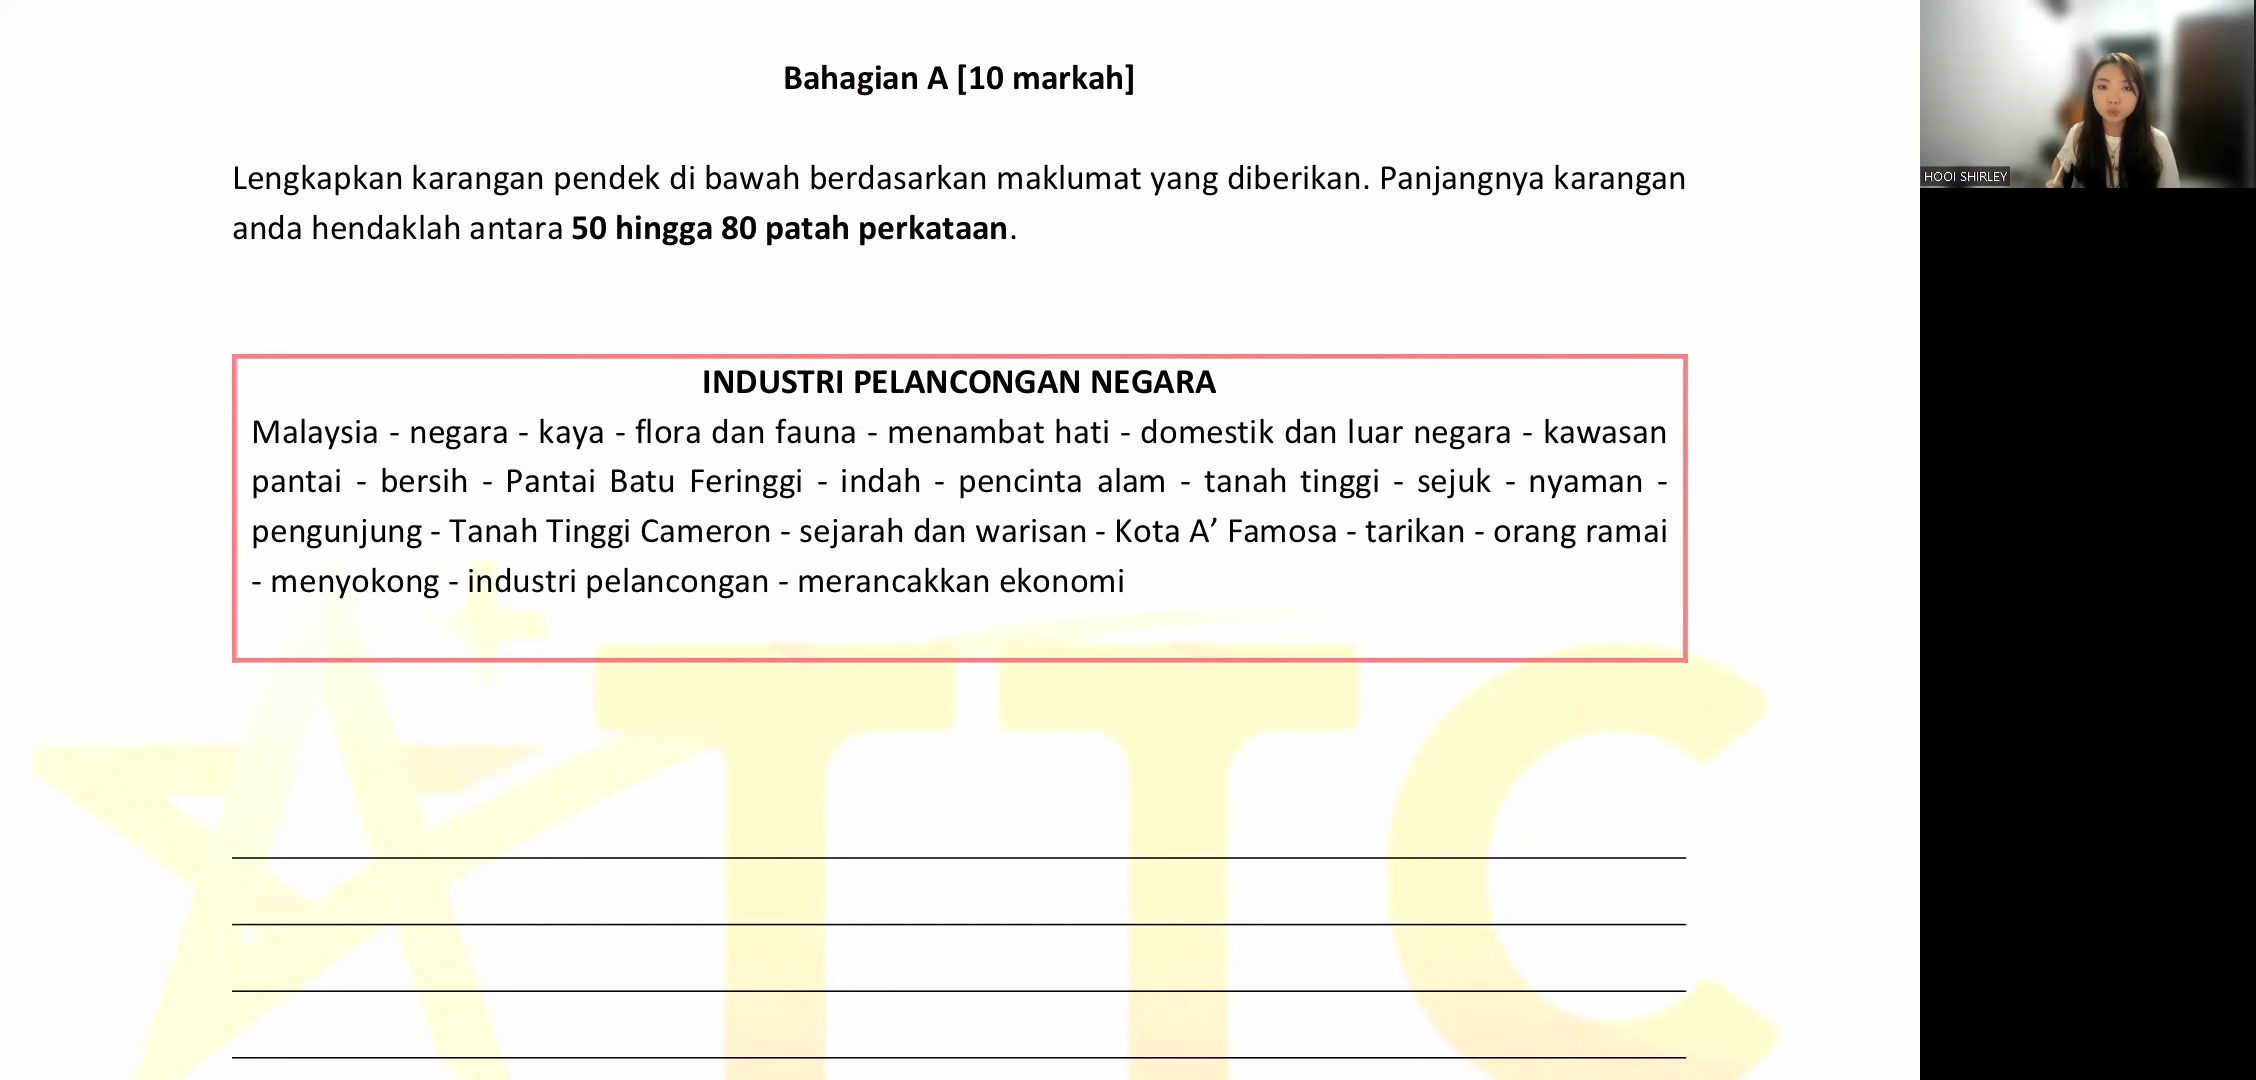 Bahagian A [10 markah]
Lengkapkan karangan pendek di bawah berdasarkan maklumat yang diberikan. Panjangnya karangan
anda hendaklah antara 50 hingga 80 patah perkataan.
INDUSTRI PELANCONGAN NEGARA
Malaysia - negara - kaya - flora dan fauna - menambat hati - domestik dan luar negara - kawasan
pantai - bersih - Pantai Batu Feringgi - indah - pencinta alam - tanah tinggi - sejuk - nyaman -
pengunjung - Tanah Tinggi Cameron - sejarah dan warisan - Kota A’ Famosa - tarikan - orang ramai
- menyokong - industri pelancongan - merancakkan ekonomi
TTC
HOOI SHIRLEY